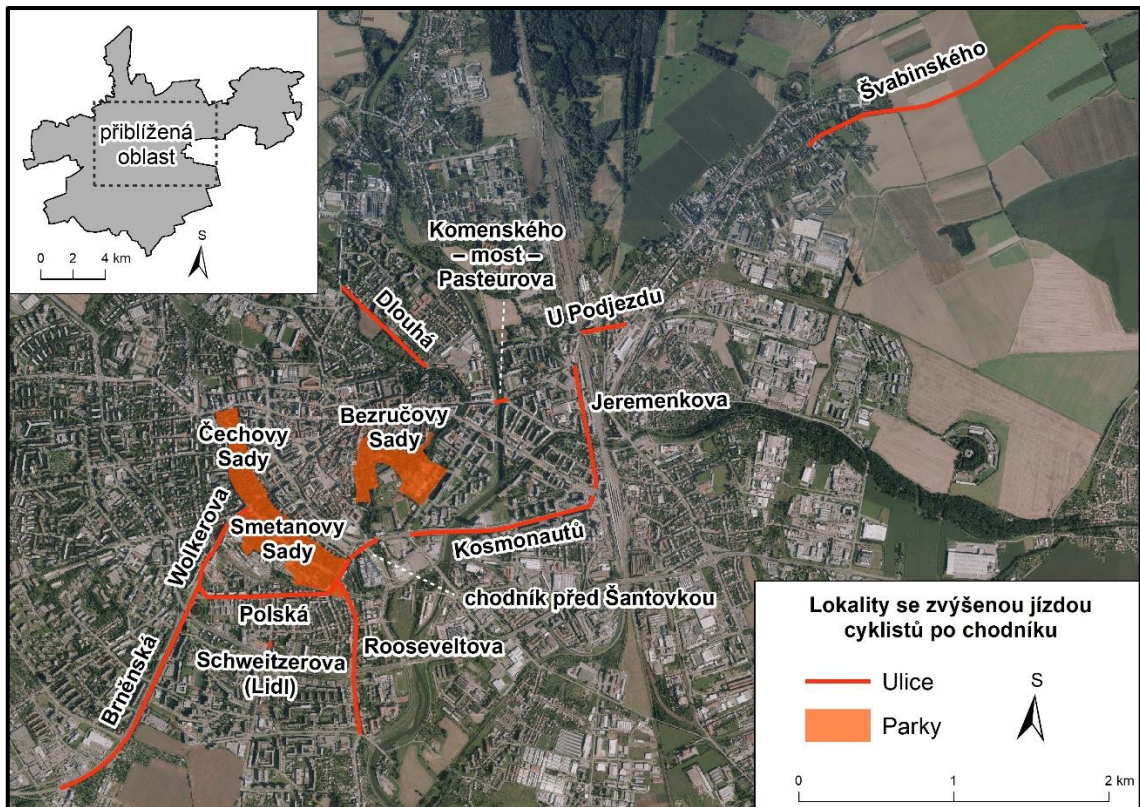 přiblížená
oblast
S
0 2 4 km
Švabinského
Komenského
– most –
Pasteurova
U Podjezdu
Dlouhá
Jeremenkova
Bezručovy
Sady
Čechovy
Sady
Wolkerova
Smetanovy
Sady
Kosmonautů
chodník před Šantovkou
Polská
Rooseveltova
Schweitzerova
(Lidl)
Brněnská
Lokality se zvýšenou jízdou
cyklistů po chodníku
Ulice
Parky
S
0 1 2 km